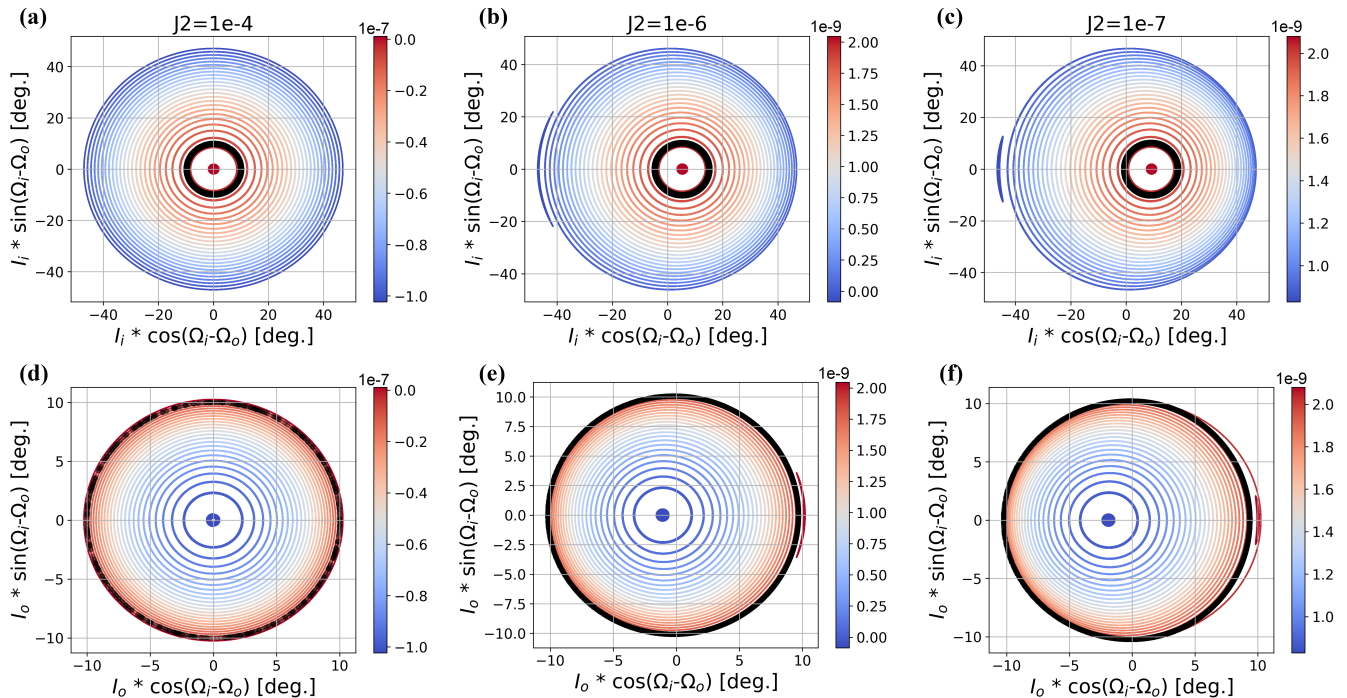 (a)
J2=1e-4
1e-7
I_i * sin(Ω_i-Ω_o) [deg.]
40
20
0
−20
−40
−40 −20 0 20 40
I_i * cos(Ω_i-Ω_o) [deg.]
0.0
−0.2
−0.4
−0.6
−0.8
−1.0
(b)
J2=1e-6
1e-9
I_i * sin(Ω_i-Ω_o) [deg.]
40
20
0
−20
−40
−40 −20 0 20 40
I_i * cos(Ω_i-Ω_o) [deg.]
2.00
1.75
1.50
1.25
1.00
0.75
0.50
0.25
0.00
(c)
J2=1e-7
1e-9
I_i * sin(Ω_i-Ω_o) [deg.]
40
20
0
−20
−40
−40 −20 0 20 40
I_i * cos(Ω_i-Ω_o) [deg.]
2.0
1.8
1.6
1.4
1.2
1.0
(d)
1e-7
I_o * sin(Ω_i-Ω_o) [deg.]
10
5
0
−5
−10
−10 −5 0 5 10
I_o * cos(Ω_i-Ω_o) [deg.]
0.0
−0.2
−0.4
−0.6
−0.8
−1.0
(e)
1e-9
I_o * sin(Ω_i-Ω_o) [deg.]
10.0
7.5
5.0
2.5
0.0
−2.5
−5.0
−7.5
−10.0
−10 −5 0 5 10
I_o * cos(Ω_i-Ω_o) [deg.]
2.00
1.75
1.50
1.25
1.00
0.75
0.50
0.25
0.00
(f)
1e-9
I_o * sin(Ω_i-Ω_o) [deg.]
10
5
0
−5
−10
−10 −5 0 5 10
I_o * cos(Ω_i-Ω_o) [deg.]
2.0
1.8
1.6
1.4
1.2
1.0